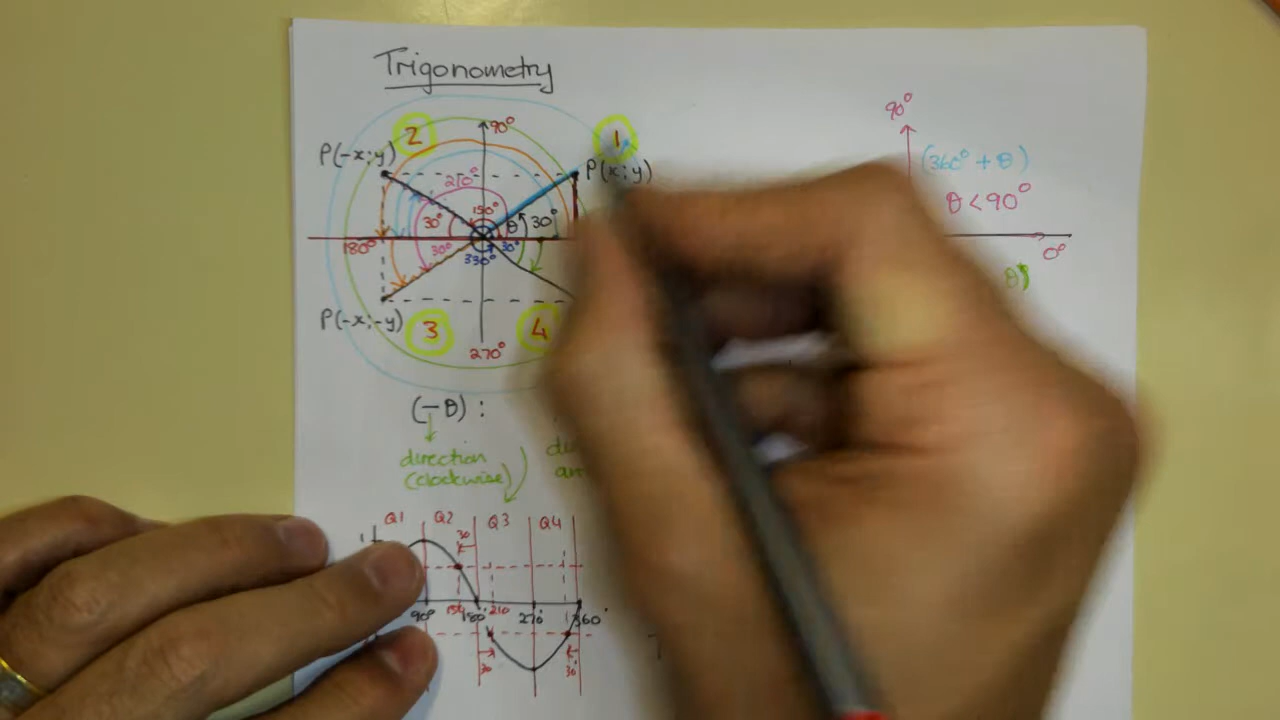 Trigonometry
2
90°
1
P(-x;y)
P(x;y)
210°
30°
150°
θ
30°
180°
30°
330°
30°
P(-x;-y)
3
4
270°
90°
(360° + θ)
θ < 90°
0°
θ)
(-θ) :
direction
(clockwise)
Q1 Q2 Q3 Q4
1
30
90° 150 180° 210 270° 360°
30
30